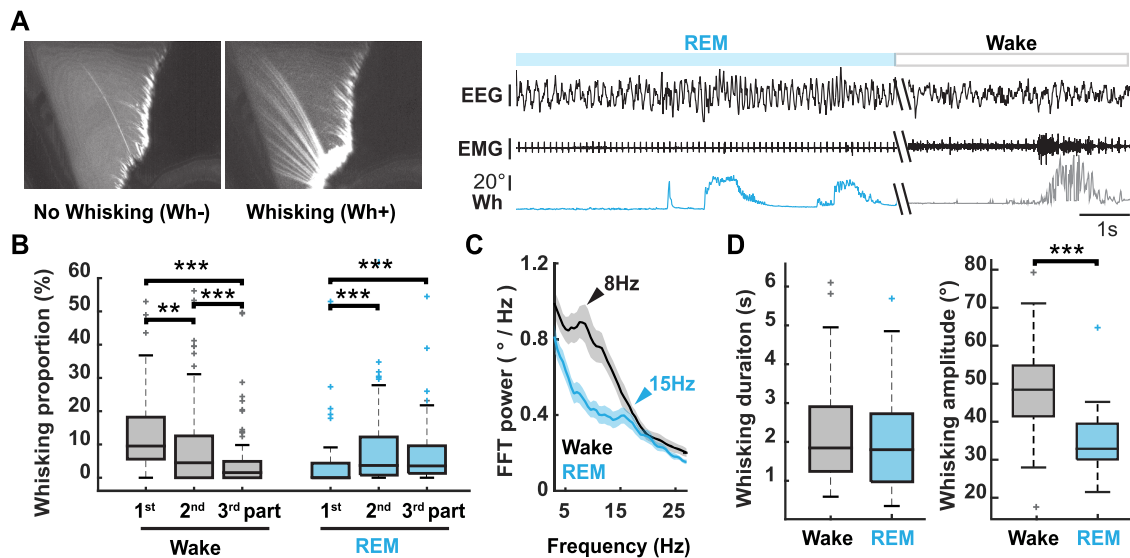 A
No Whisking (Wh-)
Whisking (Wh+)
REM
Wake
EEG
EMG
20°
Wh
1s
B
Whisking proportion (%)
60
50
40
30
20
10
0
***
** ***
***
***
1st 2nd 3rd part
Wake
1st 2nd 3rd part
REM
C
FFT power ( ° / Hz)
1.2
0.8
0.4
0
8Hz
15Hz
Wake
REM
5 15 25
Frequency (Hz)
D
Whisking duraiton (s)
6
5
4
3
2
1
Wake REM
Whisking amplitude (°)
80
70
60
50
40
30
20
***
Wake REM